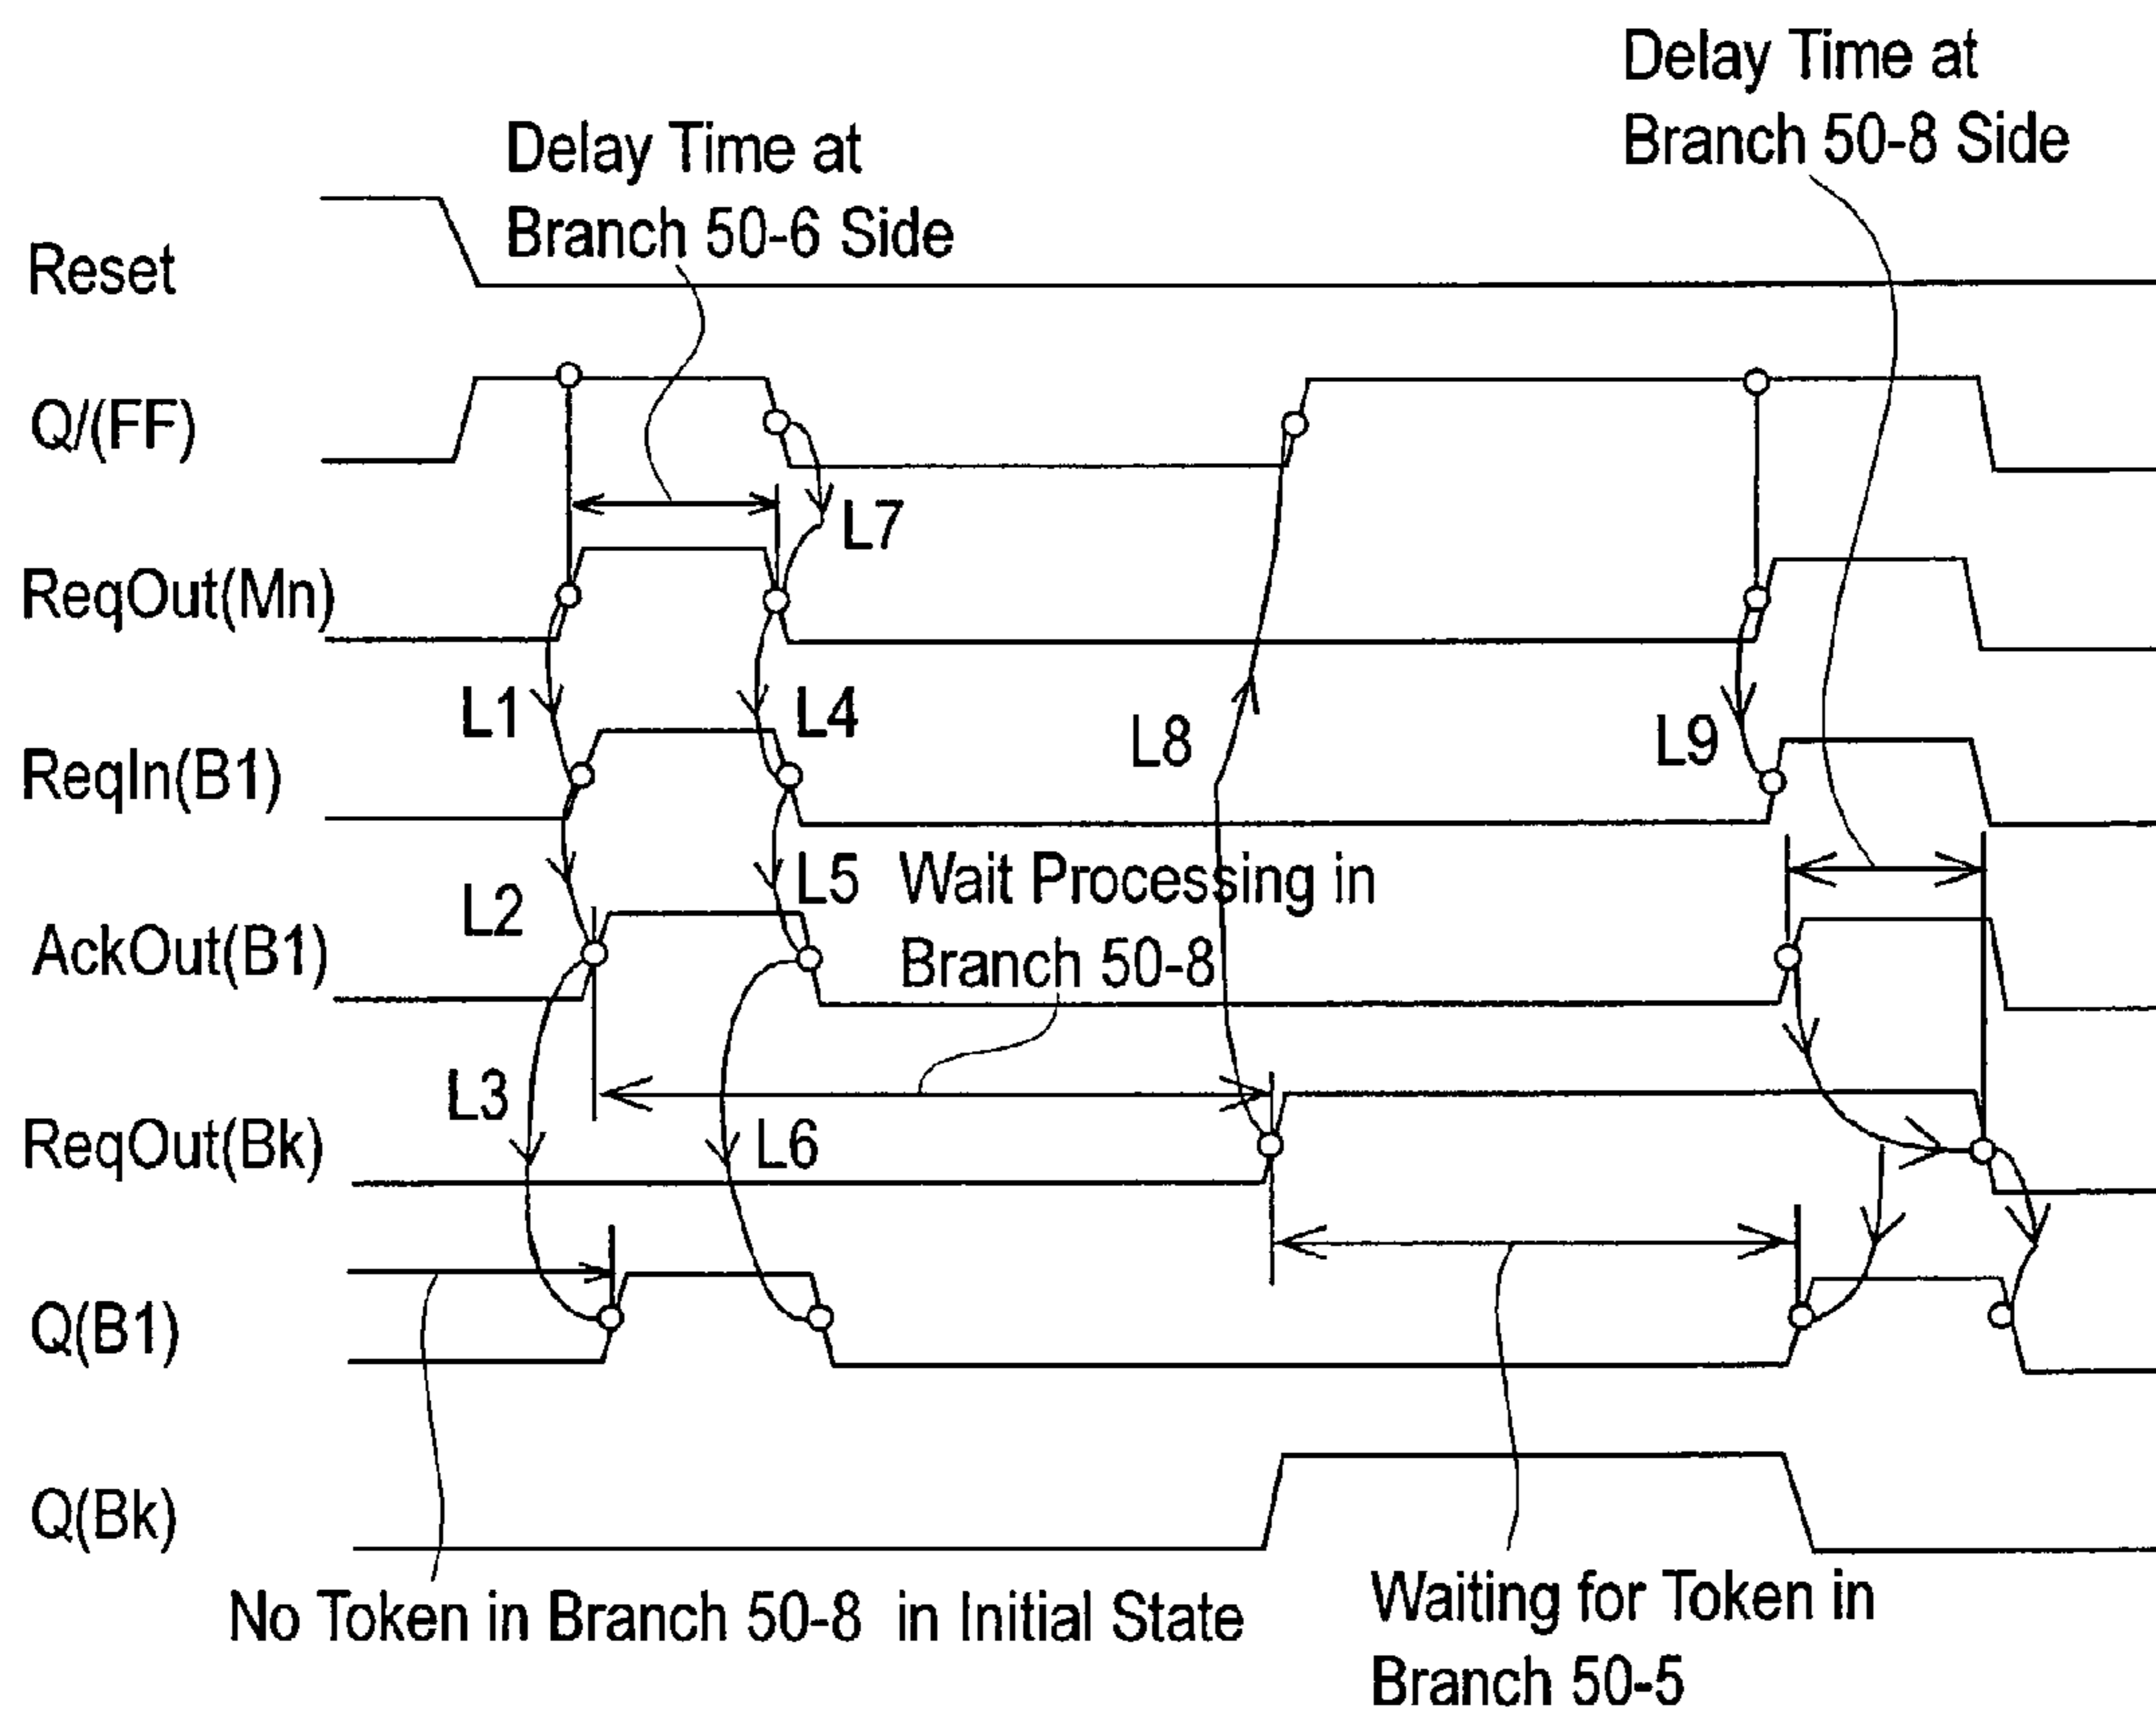 Delay Time at
Branch 50-8 Side
Delay Time at
Branch 50-6 Side
Reset
Q/(FF)
L7
ReqOut(Mn)
L1
L4
L8
L9
ReqIn(B1)
L2
L5
Wait Processing in
Branch 50-8
AckOut(B1)
L3
L6
ReqOut(Bk)
Q(B1)
Q(Bk)
No Token in Branch 50-8 in Initial State
Waiting for Token in
Branch 50-5